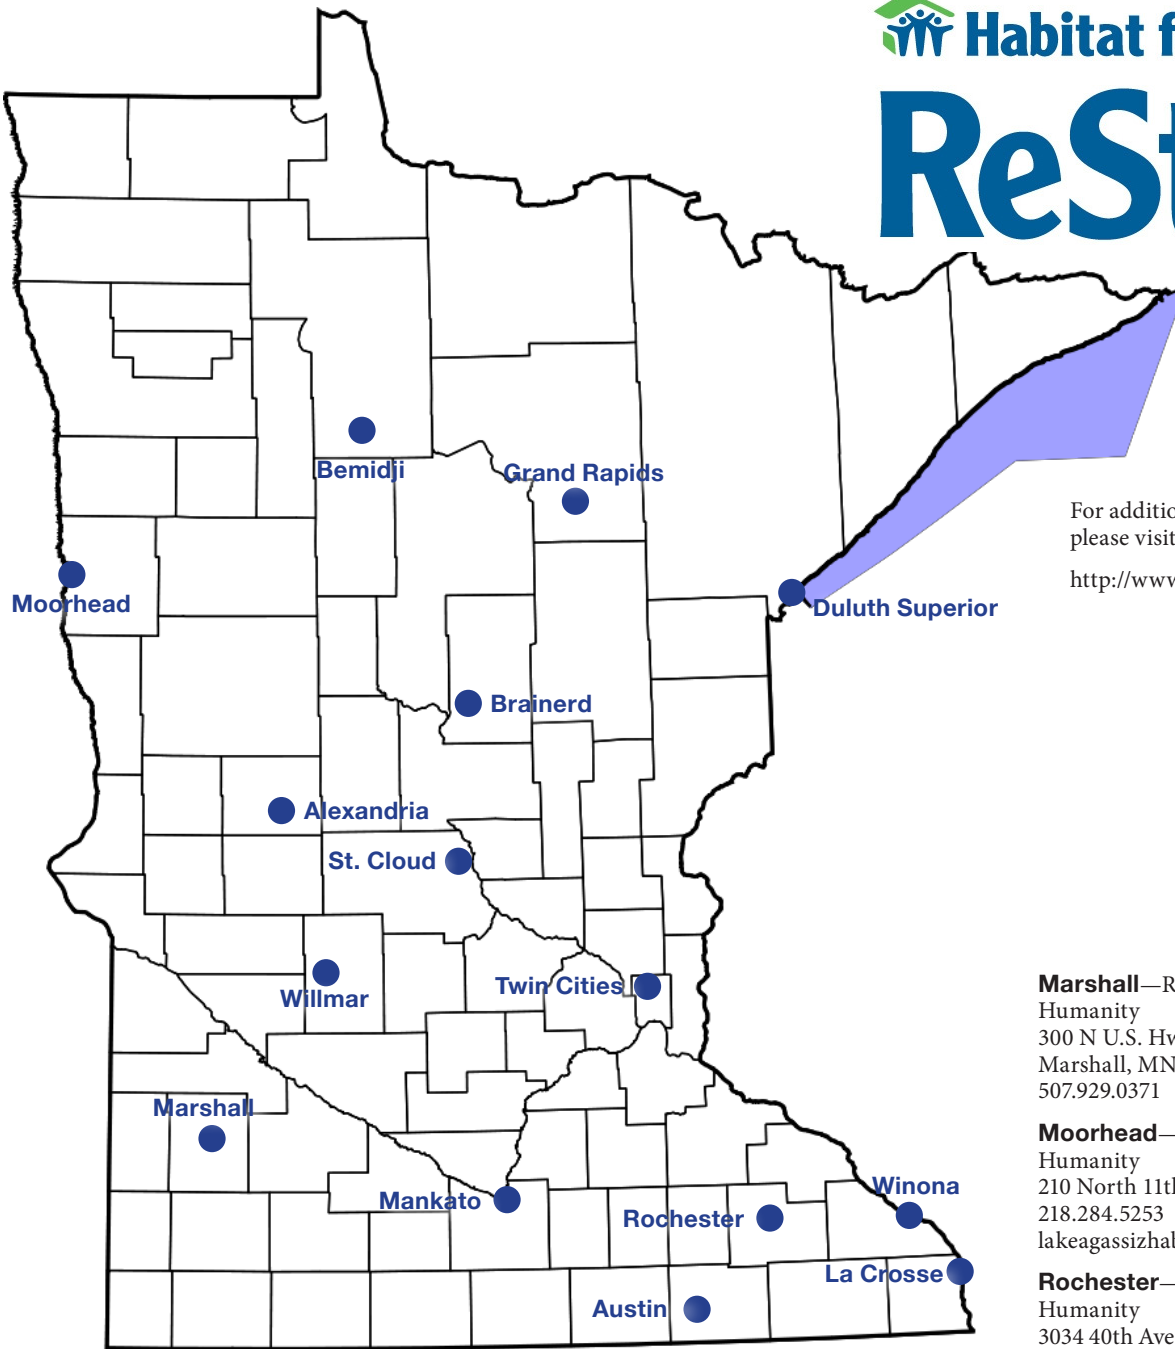 Habitat f
ReSt
Bemidji
Grand Rapids
For additio
please visit
http://www
Moorhead
Duluth Superior
Brainerd
Alexandria
St. Cloud
Twin Cities
Willmar
Marshall
Mankato
Winona
Rochester
La Crosse
Austin
Marshall—R
Humanity
300 N U.S. Hw
Marshall, MN
507.929.0371
Moorhead—
Humanity
210 North 11th
218.284.5253
lakeagassizhab
Rochester—
Humanity
3034 40th Ave